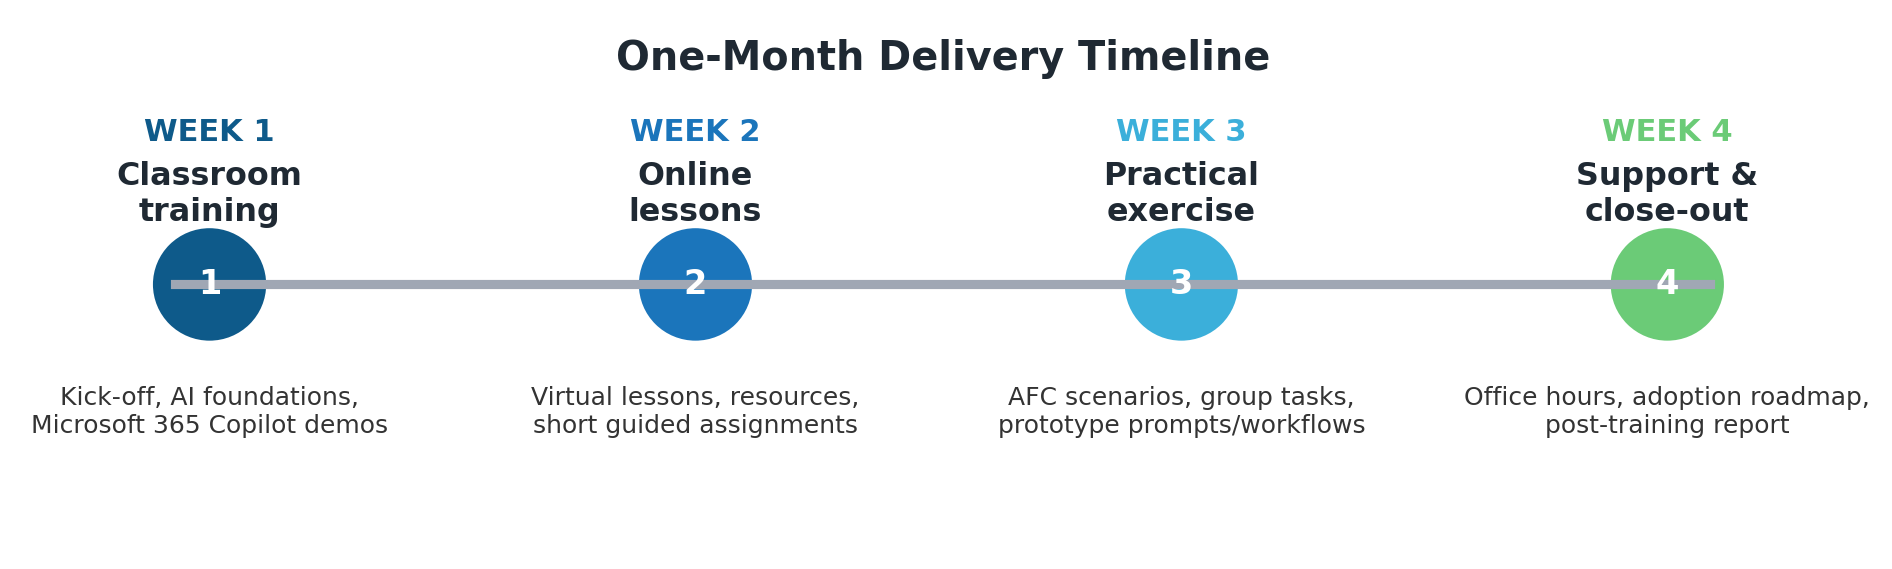 One-Month Delivery Timeline
WEEK 1
Classroom
training
1
Kick-off, AI foundations,
Microsoft 365 Copilot demos
WEEK 2
Online
lessons
2
Virtual lessons, resources,
short guided assignments
WEEK 3
Practical
exercise
3
AFC scenarios, group tasks,
prototype prompts/workflows
WEEK 4
Support &
close-out
4
Office hours, adoption roadmap,
post-training report